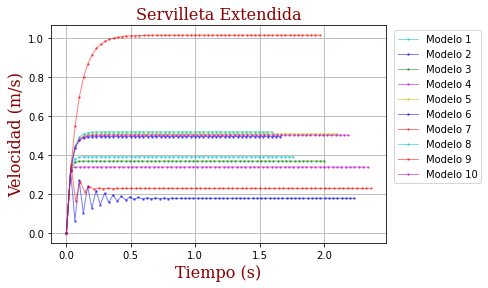 Servilleta Extendida
Velocidad (m/s)
1.0
0.8
0.6
0.4
0.2
0.0
0.0 0.5 1.0 1.5 2.0
Tiempo (s)
Modelo 1
Modelo 2
Modelo 3
Modelo 4
Modelo 5
Modelo 6
Modelo 7
Modelo 8
Modelo 9
Modelo 10